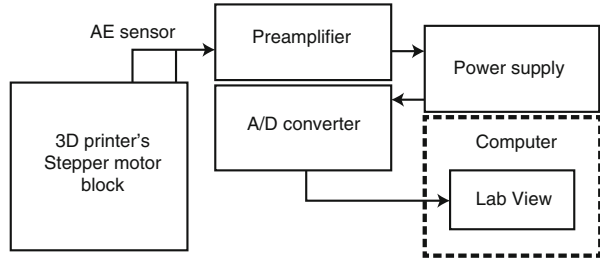 AE sensor
Preamplifier
Power supply
A/D converter
3D printer's
Stepper motor
block
Computer
Lab View